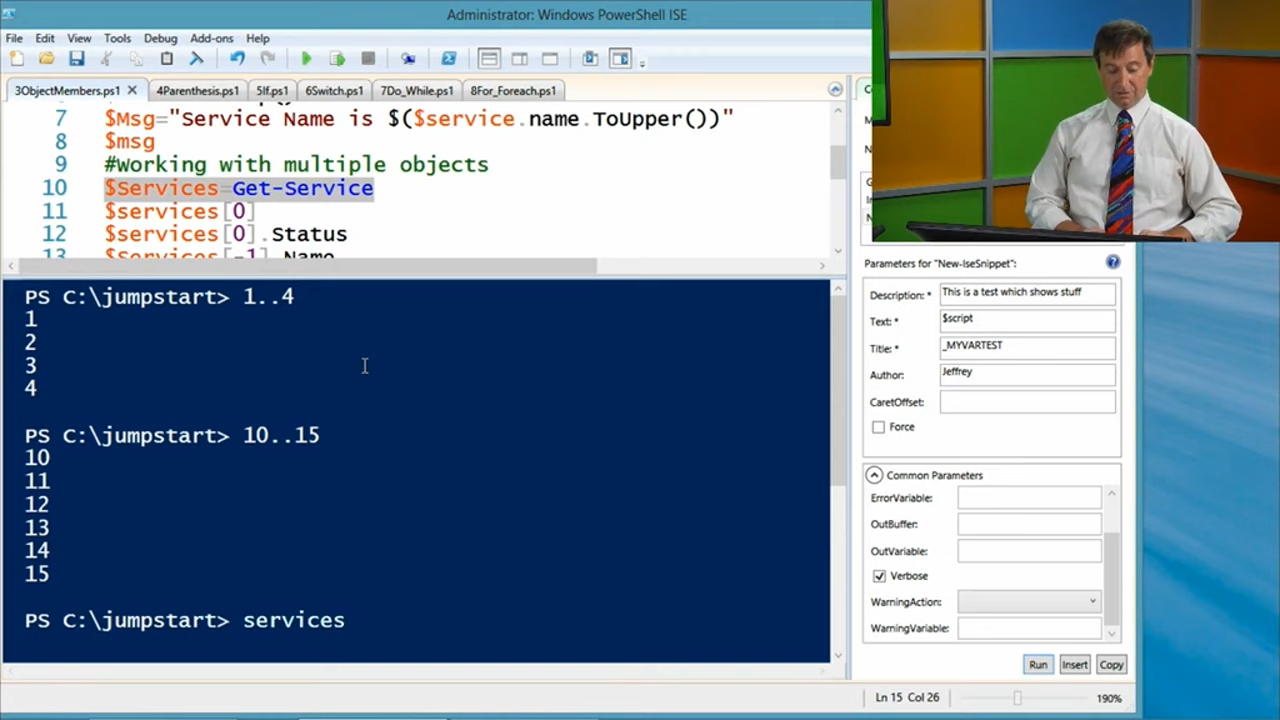 Administrator: Windows PowerShell ISE
File Edit View Tools Debug Add-ons Help
3ObjectMembers.ps1 4Parenthesis.ps1 5If.ps1 6Switch.ps1 7Do_While.ps1 8For_Foreach.ps1
7 $Msg="Service Name is $($service.name.ToUpper())"
8 $msg
9 #Working with multiple objects
10 $Services=Get-Service
11 $services[0]
12 $services[0].Status
13 $Services[-1].Name
PS C:\jumpstart> 1..4
1
2
3
4
PS C:\jumpstart> 10..15
10
11
12
13
14
15
PS C:\jumpstart> services
Parameters for "New-IseSnippet":
Description: * This is a test which shows stuff
Text: * $script
Title: * _MYVARTEST
Author: Jeffrey
CaretOffset:
Force
Common Parameters
ErrorVariable:
OutBuffer:
OutVariable:
Verbose
WarningAction:
WarningVariable:
Run Insert Copy
Ln 15 Col 26 190%